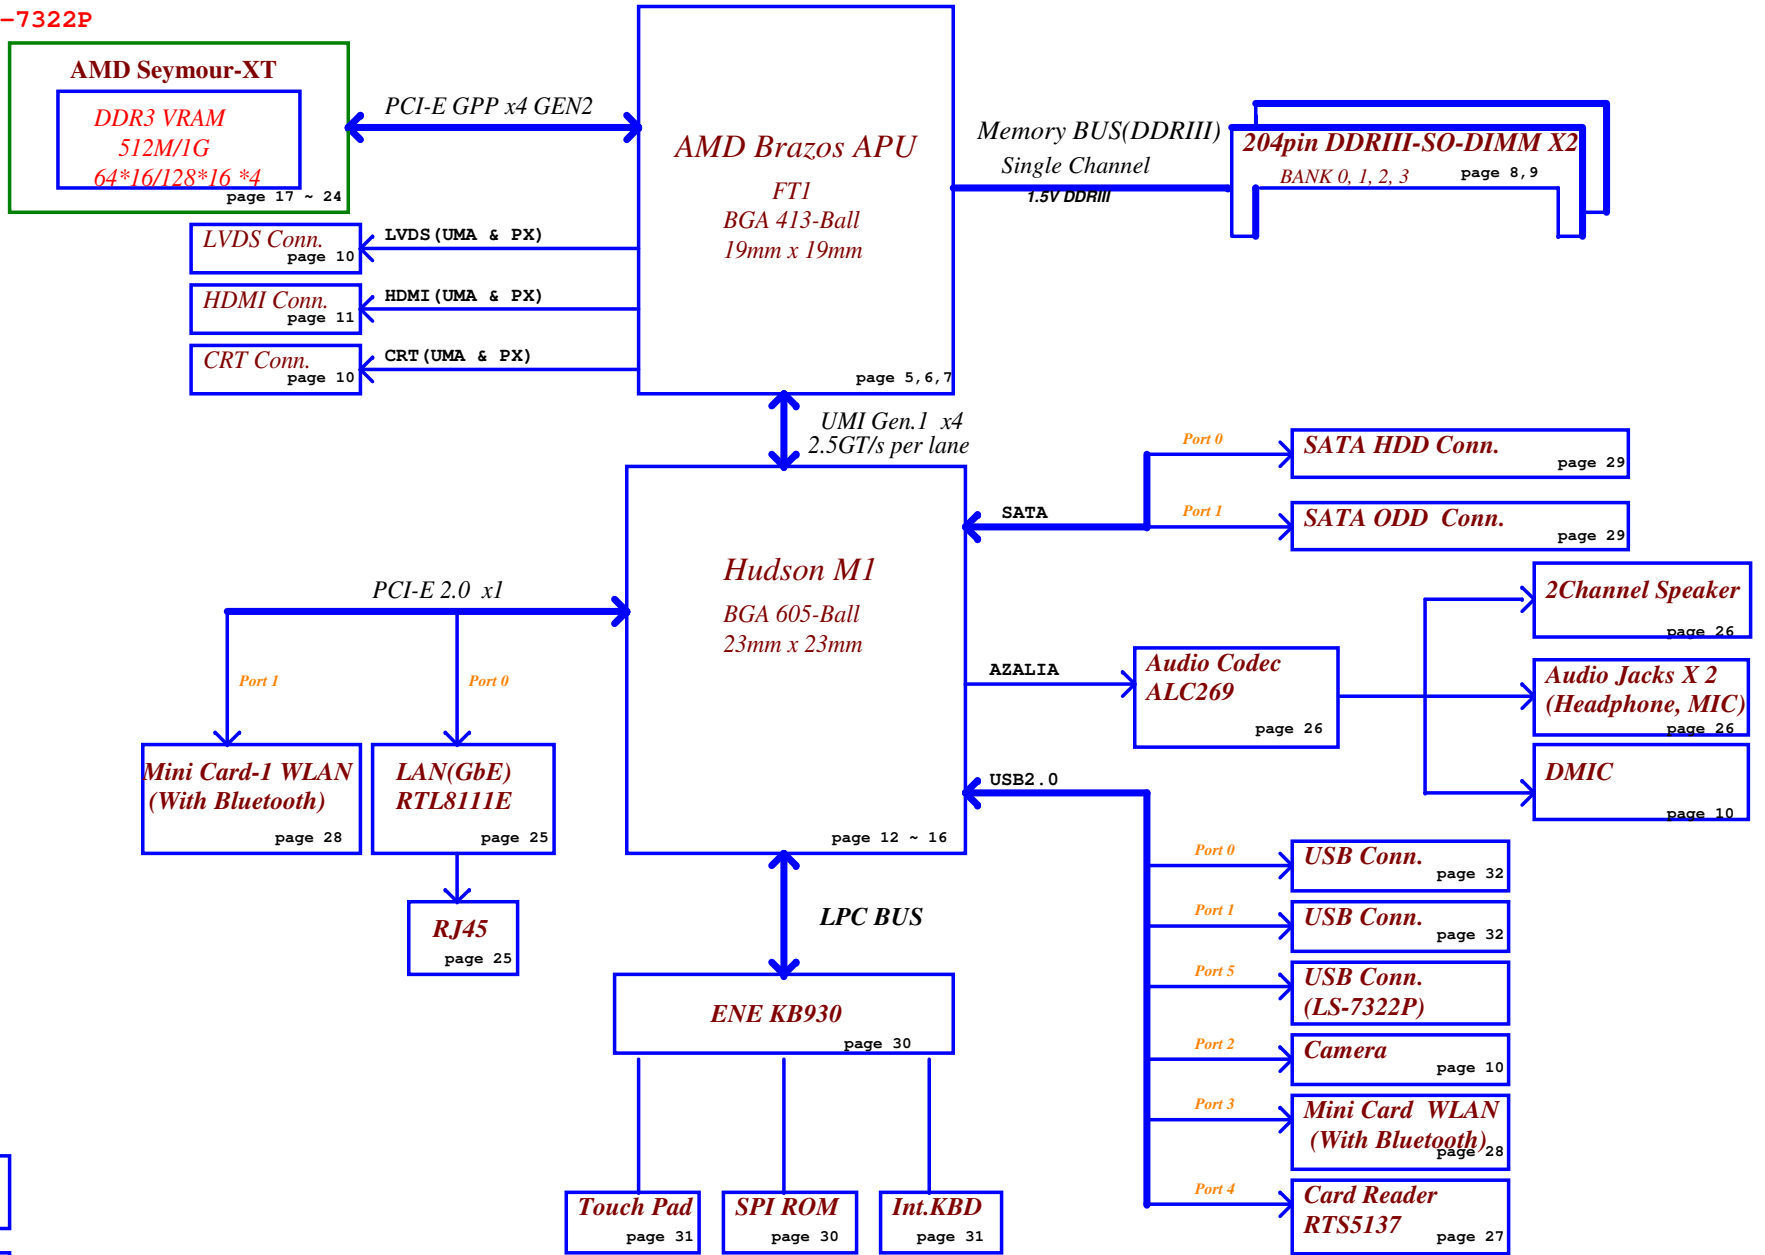 -7322P
AMD Seymour-XT
DDR3 VRAM
512M/1G
64*16/128*16 *4
page 17 ~ 24
PCI-E GPP x4 GEN2
AMD Brazos APU
FT1
BGA 413-Ball
19mm x 19mm
page 5,6,7
Memory BUS(DDRIII)
Single Channel
1.5V DDRIII
204pin DDRIII-SO-DIMM X2
BANK 0, 1, 2, 3
page 8,9
LVDS Conn.
page 10
LVDS(UMA & PX)
HDMI Conn.
page 11
HDMI(UMA & PX)
CRT Conn.
page 10
CRT(UMA & PX)
UMI Gen.1 x4
2.5GT/s per lane
Hudson M1
BGA 605-Ball
23mm x 23mm
page 12 ~ 16
SATA
Port 0
SATA HDD Conn.
page 29
Port 1
SATA ODD Conn.
page 29
PCI-E 2.0 x1
Port 1
Port 0
Mini Card-1 WLAN
(With Bluetooth)
page 28
LAN(GbE)
RTL8111E
page 25
RJ45
page 25
AZALIA
Audio Codec
ALC269
page 26
2Channel Speaker
page 26
Audio Jacks X 2
(Headphone, MIC)
page 26
DMIC
page 10
USB2.0
Port 0
USB Conn.
page 32
Port 1
USB Conn.
page 32
Port 5
USB Conn.
(LS-7322P)
Port 2
Camera
page 10
Port 3
Mini Card WLAN
(With Bluetooth)
page 28
Port 4
Card Reader
RTS5137
page 27
LPC BUS
ENE KB930
page 30
Touch Pad
page 31
SPI ROM
page 30
Int.KBD
page 31